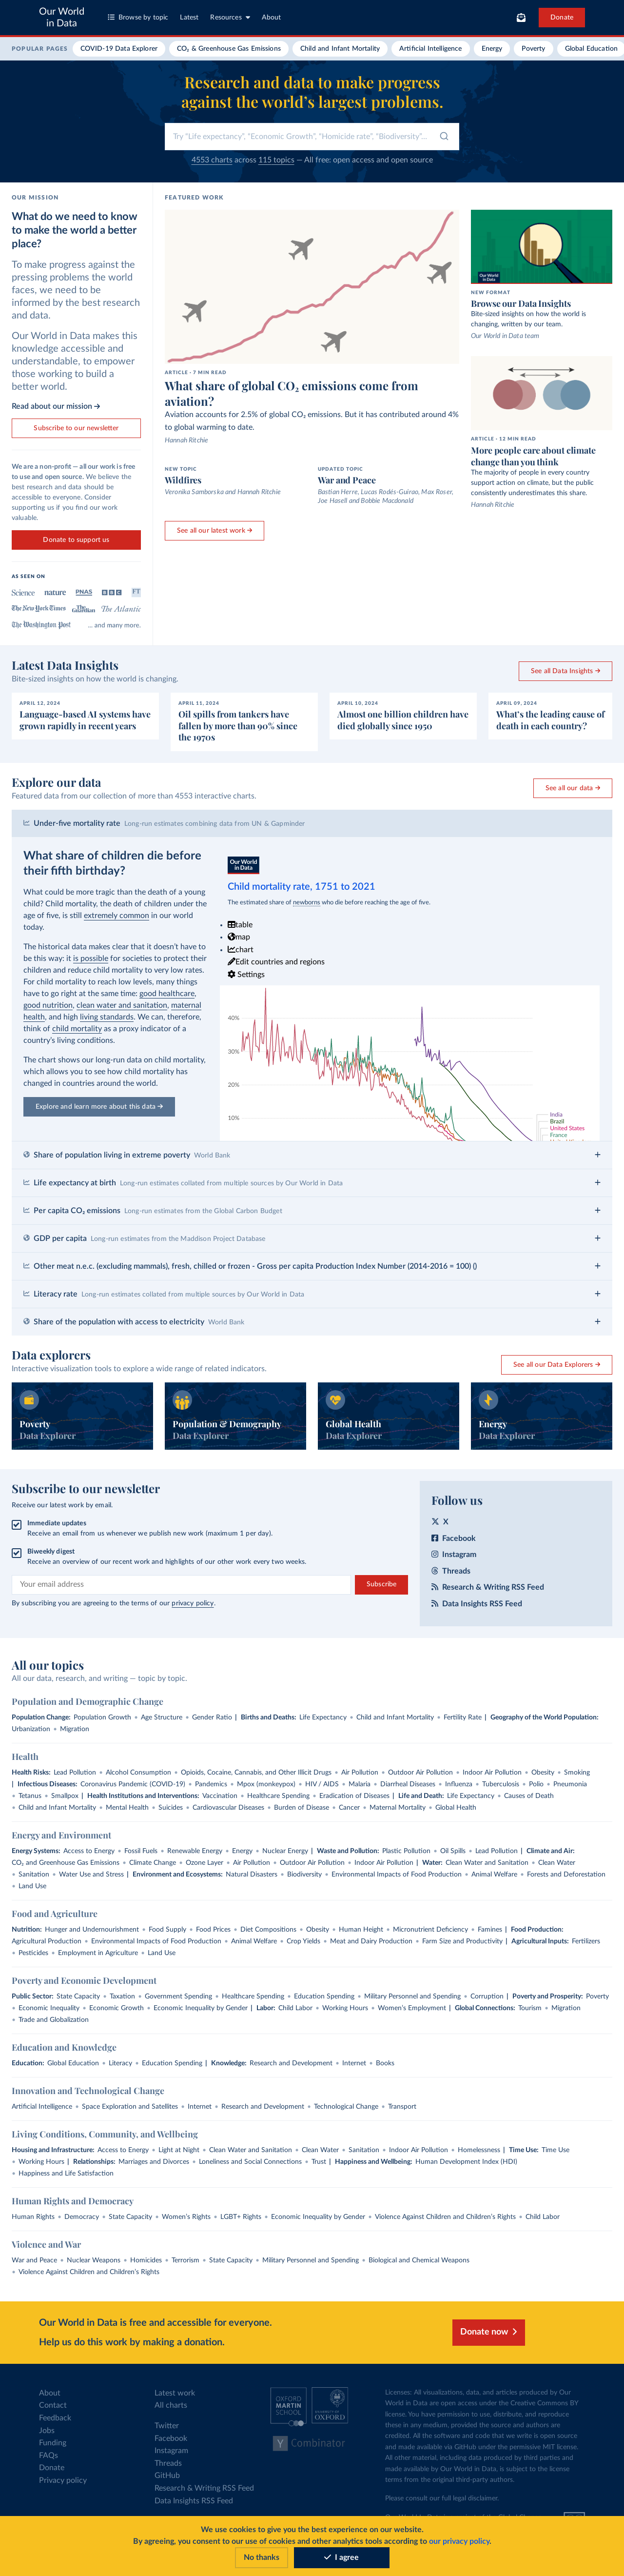 Our World
in Data
Browse by topic
Latest
Resources
About
Donate
POPULAR PAGES
COVID-19 Data Explorer
CO₂ & Greenhouse Gas Emissions
Child and Infant Mortality
Artificial Intelligence
Energy
Poverty
Global Education
Research and data to make progress
against the world’s largest problems.
Try "Life expectancy", "Economic Growth", "Homicide rate", "Biodiversity"...
4553 charts across 115 topics — All free: open access and open source
OUR MISSION
What do we need to know
to make the world a better
place?
To make progress against the
pressing problems the world
faces, we need to be
informed by the best research
and data.
Our World in Data makes this
knowledge accessible and
understandable, to empower
those working to build a
better world.
Read about our mission →
Subscribe to our newsletter
We are a non-profit — all our work is free
to use and open source. We believe the
best research and data should be
accessible to everyone. Consider
supporting us if you find our work
valuable.
Donate to support us
AS SEEN ON
Science
nature
PNAS
BBC
FT
The New York Times
The Guardian
The Atlantic
The Washington Post
... and many more.
FEATURED WORK
ARTICLE · 7 MIN READ
What share of global CO₂ emissions come from
aviation?
Aviation accounts for 2.5% of global CO₂ emissions. But it has contributed around 4%
to global warming to date.
Hannah Ritchie
NEW TOPIC
Wildfires
Veronika Samborska and Hannah Ritchie
UPDATED TOPIC
War and Peace
Bastian Herre, Lucas Rodés-Guirao, Max Roser,
Joe Hasell and Bobbie Macdonald
See all our latest work →
Our World
in Data
NEW FORMAT
Browse our Data Insights
Bite-sized insights on how the world is
changing, written by our team.
Our World in Data team
ARTICLE · 12 MIN READ
More people care about climate
change than you think
The majority of people in every country
support action on climate, but the public
consistently underestimates this share.
Hannah Ritchie
Latest Data Insights
Bite-sized insights on how the world is changing.
See all Data Insights →
APRIL 12, 2024
Language-based AI systems have
grown rapidly in recent years
APRIL 11, 2024
Oil spills from tankers have
fallen by more than 90% since
the 1970s
APRIL 10, 2024
Almost one billion children have
died globally since 1950
APRIL 09, 2024
What’s the leading cause of
death in each country?
Explore our data
Featured data from our collection of more than 4553 interactive charts.
See all our data →
Under-five mortality rate Long-run estimates combining data from UN & Gapminder
What share of children die before
their fifth birthday?
What could be more tragic than the death of a young
child? Child mortality, the death of children under the
age of five, is still extremely common in our world
today.
The historical data makes clear that it doesn’t have to
be this way: it is possible for societies to protect their
children and reduce child mortality to very low rates.
For child mortality to reach low levels, many things
have to go right at the same time: good healthcare,
good nutrition, clean water and sanitation, maternal
health, and high living standards. We can, therefore,
think of child mortality as a proxy indicator of a
country’s living conditions.
The chart shows our long-run data on child mortality,
which allows you to see how child mortality has
changed in countries around the world.
Explore and learn more about this data →
Our World
in Data
Child mortality rate, 1751 to 2021
The estimated share of newborns who die before reaching the age of five.
table
map
chart
Edit countries and regions
Settings
40%
30%
20%
10%
India
Brazil
United States
France
Share of population living in extreme poverty World Bank
Life expectancy at birth Long-run estimates collated from multiple sources by Our World in Data
Per capita CO₂ emissions Long-run estimates from the Global Carbon Budget
GDP per capita Long-run estimates from the Maddison Project Database
Other meat n.e.c. (excluding mammals), fresh, chilled or frozen - Gross per capita Production Index Number (2014-2016 = 100) ()
Literacy rate Long-run estimates collated from multiple sources by Our World in Data
Share of the population with access to electricity World Bank
Data explorers
Interactive visualization tools to explore a wide range of related indicators.
See all our Data Explorers →
Poverty
Data Explorer
Population & Demography
Data Explorer
Global Health
Data Explorer
Energy
Data Explorer
Subscribe to our newsletter
Receive our latest work by email.
Immediate updates
Receive an email from us whenever we publish new work (maximum 1 per day).
Biweekly digest
Receive an overview of our recent work and highlights of our other work every two weeks.
Your email address
Subscribe
By subscribing you are agreeing to the terms of our privacy policy.
Follow us
X
Facebook
Instagram
Threads
Research & Writing RSS Feed
Data Insights RSS Feed
All our topics
All our data, research, and writing — topic by topic.
Population and Demographic Change
Population Change: Population Growth • Age Structure • Gender Ratio | Births and Deaths: Life Expectancy • Child and Infant Mortality • Fertility Rate | Geography of the World Population:
Urbanization • Migration
Health
Health Risks: Lead Pollution • Alcohol Consumption • Opioids, Cocaine, Cannabis, and Other Illicit Drugs • Air Pollution • Outdoor Air Pollution • Indoor Air Pollution • Obesity • Smoking
| Infectious Diseases: Coronavirus Pandemic (COVID-19) • Pandemics • Mpox (monkeypox) • HIV / AIDS • Malaria • Diarrheal Diseases • Influenza • Tuberculosis • Polio • Pneumonia
• Tetanus • Smallpox | Health Institutions and Interventions: Vaccination • Healthcare Spending • Eradication of Diseases | Life and Death: Life Expectancy • Causes of Death
• Child and Infant Mortality • Mental Health • Suicides • Cardiovascular Diseases • Burden of Disease • Cancer • Maternal Mortality • Global Health
Energy and Environment
Energy Systems: Access to Energy • Fossil Fuels • Renewable Energy • Energy • Nuclear Energy | Waste and Pollution: Plastic Pollution • Oil Spills • Lead Pollution | Climate and Air:
CO₂ and Greenhouse Gas Emissions • Climate Change • Ozone Layer • Air Pollution • Outdoor Air Pollution • Indoor Air Pollution | Water: Clean Water and Sanitation • Clean Water
• Sanitation • Water Use and Stress | Environment and Ecosystems: Natural Disasters • Biodiversity • Environmental Impacts of Food Production • Animal Welfare • Forests and Deforestation
• Land Use
Food and Agriculture
Nutrition: Hunger and Undernourishment • Food Supply • Food Prices • Diet Compositions • Obesity • Human Height • Micronutrient Deficiency • Famines | Food Production:
Agricultural Production • Environmental Impacts of Food Production • Animal Welfare • Crop Yields • Meat and Dairy Production • Farm Size and Productivity | Agricultural Inputs: Fertilizers
• Pesticides • Employment in Agriculture • Land Use
Poverty and Economic Development
Public Sector: State Capacity • Taxation • Government Spending • Healthcare Spending • Education Spending • Military Personnel and Spending • Corruption | Poverty and Prosperity: Poverty
• Economic Inequality • Economic Growth • Economic Inequality by Gender | Labor: Child Labor • Working Hours • Women’s Employment | Global Connections: Tourism • Migration
• Trade and Globalization
Education and Knowledge
Education: Global Education • Literacy • Education Spending | Knowledge: Research and Development • Internet • Books
Innovation and Technological Change
Artificial Intelligence • Space Exploration and Satellites • Internet • Research and Development • Technological Change • Transport
Living Conditions, Community, and Wellbeing
Housing and Infrastructure: Access to Energy • Light at Night • Clean Water and Sanitation • Clean Water • Sanitation • Indoor Air Pollution • Homelessness | Time Use: Time Use
• Working Hours | Relationships: Marriages and Divorces • Loneliness and Social Connections • Trust | Happiness and Wellbeing: Human Development Index (HDI)
• Happiness and Life Satisfaction
Human Rights and Democracy
Human Rights • Democracy • State Capacity • Women’s Rights • LGBT+ Rights • Economic Inequality by Gender • Violence Against Children and Children’s Rights • Child Labor
Violence and War
War and Peace • Nuclear Weapons • Homicides • Terrorism • State Capacity • Military Personnel and Spending • Biological and Chemical Weapons
• Violence Against Children and Children’s Rights
Our World in Data is free and accessible for everyone.
Help us do this work by making a donation.
Donate now
About
Contact
Feedback
Jobs
Funding
FAQs
Donate
Privacy policy
Latest work
All charts
Twitter
Facebook
Instagram
Threads
GitHub
Research & Writing RSS Feed
Data Insights RSS Feed
OXFORD
MARTIN
SCHOOL
UNIVERSITY OF
OXFORD
Y Combinator
Licenses: All visualizations, data, and articles produced by Our
World in Data are open access under the Creative Commons BY
license. You have permission to use, distribute, and reproduce
these in any medium, provided the source and authors are
credited. All the software and code that we write is open source
and made available via GitHub under the permissive MIT license.
All other material, including data produced by third parties and
made available by Our World in Data, is subject to the license
terms from the original third-party authors.
Please consult our full legal disclaimer.
We use cookies to give you the best experience on our website.
By agreeing, you consent to our use of cookies and other analytics tools according to our privacy policy.
No thanks
I agree